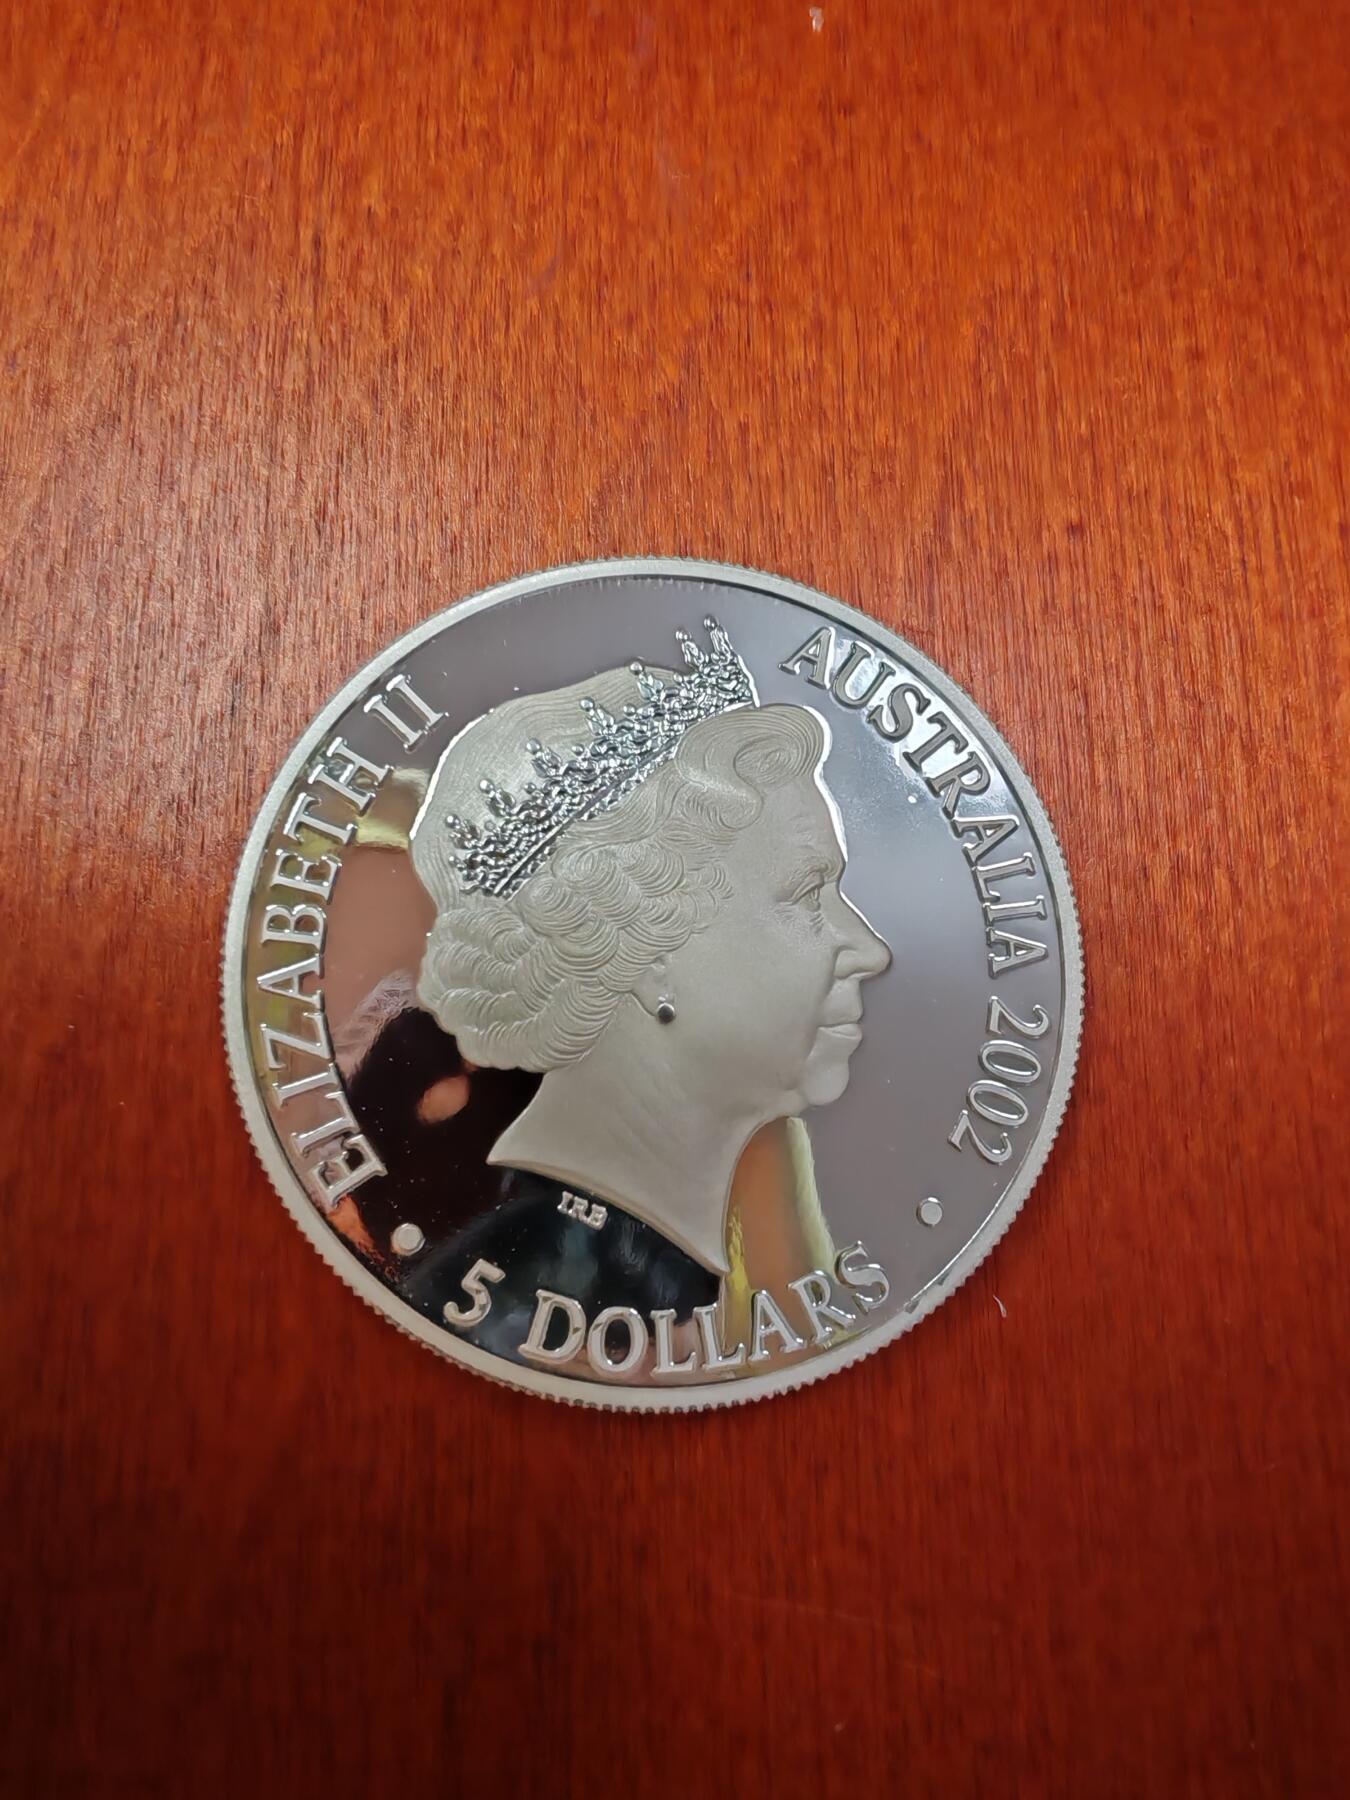 ELIZABETH II
AUSTRALIA 2002
IRB
5 DOLLARS